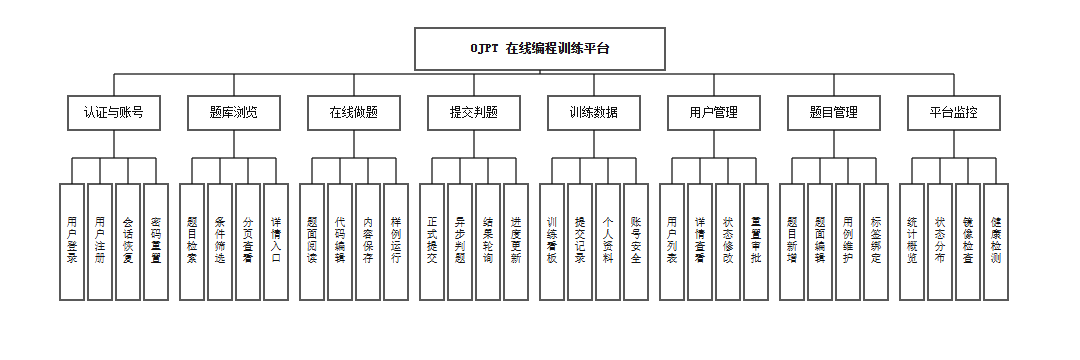 OJPT 在线编程训练平台
认证与账号
题库浏览
在线做题
提交判题
训练数据
用户管理
题目管理
平台监控
用户登录
用户注册
会话恢复
密码重置
题目检索
条件筛选
分页查看
详情入口
题面阅读
代码编辑
内容保存
样例运行
正式提交
异步判题
结果轮询
进度更新
训练看板
提交记录
个人资料
账号安全
用户列表
详情查看
状态修改
重置审批
题目新增
题面编辑
用例维护
标签绑定
统计概览
状态分布
镜像检查
健康检测